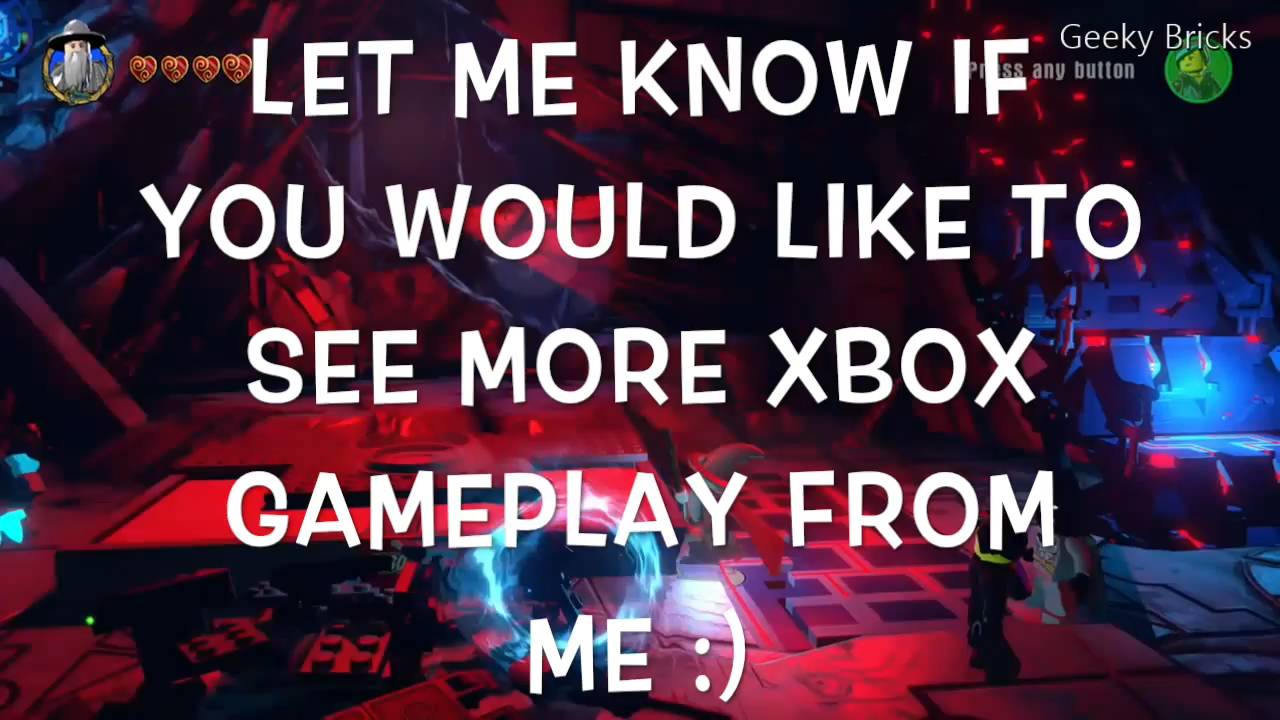 Geeky Bricks
Press any button
LET ME KNOW IF
YOU WOULD LIKE TO
SEE MORE XBOX
GAMEPLAY FROM
ME :)